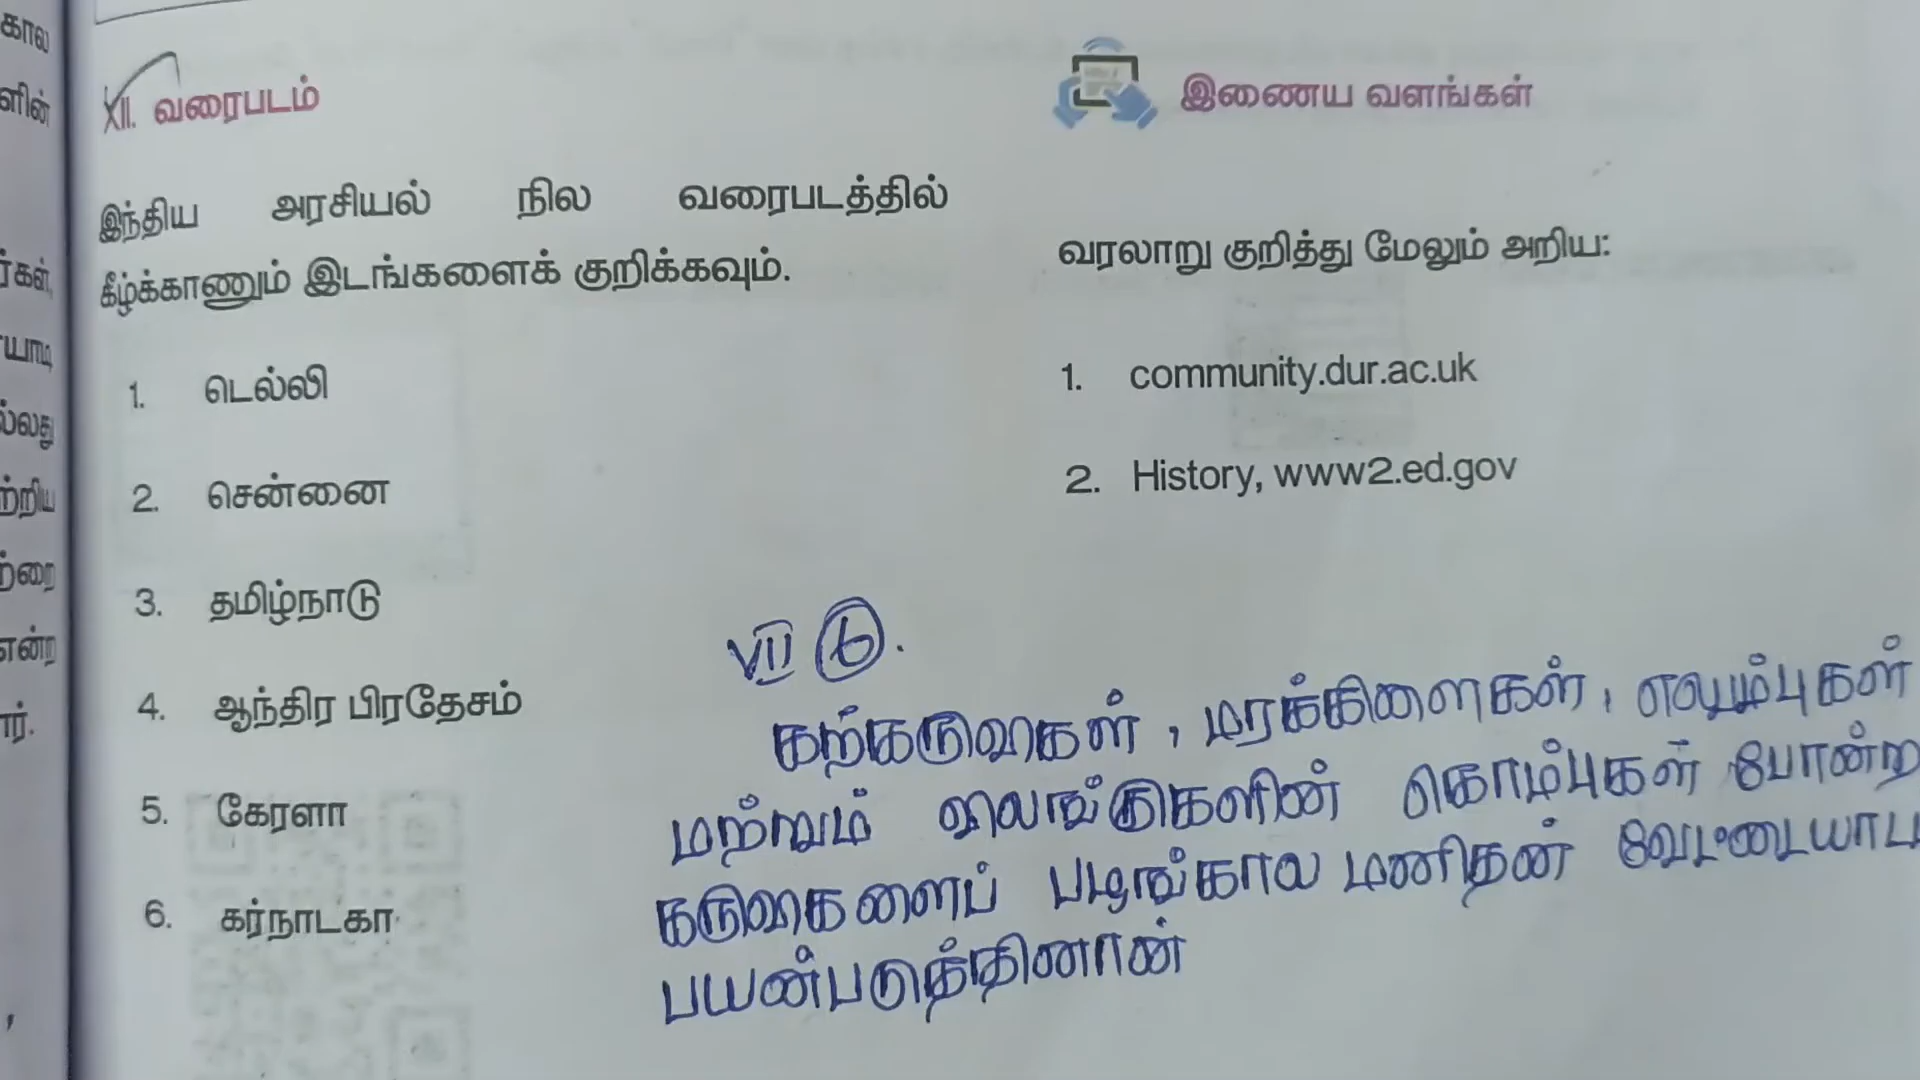 கால
ளின்
ர்கள்,
யாடி
ல்லது
ற்றிய
ற்றை
என்ற
ார்.
XII. வரைபடம்
இந்திய அரசியல் நில வரைபடத்தில்
கீழ்க்காணும் இடங்களைக் குறிக்கவும்.
1. டெல்லி
2. சென்னை
3. தமிழ்நாடு
4. ஆந்திர பிரதேசம்
5. கேரளா
6. கர்நாடகா
இணைய வளங்கள்
வரலாறு குறித்து மேலும் அறிய:
1. community.dur.ac.uk
2. History, www2.ed.gov
VII 6.
கற்கருவிகள், மரக்கிளைகள், எலும்புகள்
மற்றும் விலங்குகளின் கொம்புகள் போன்ற
கருவிகளைப் பழங்கால மனிதன் வேட்டையாட
பயன்படுத்தினான்